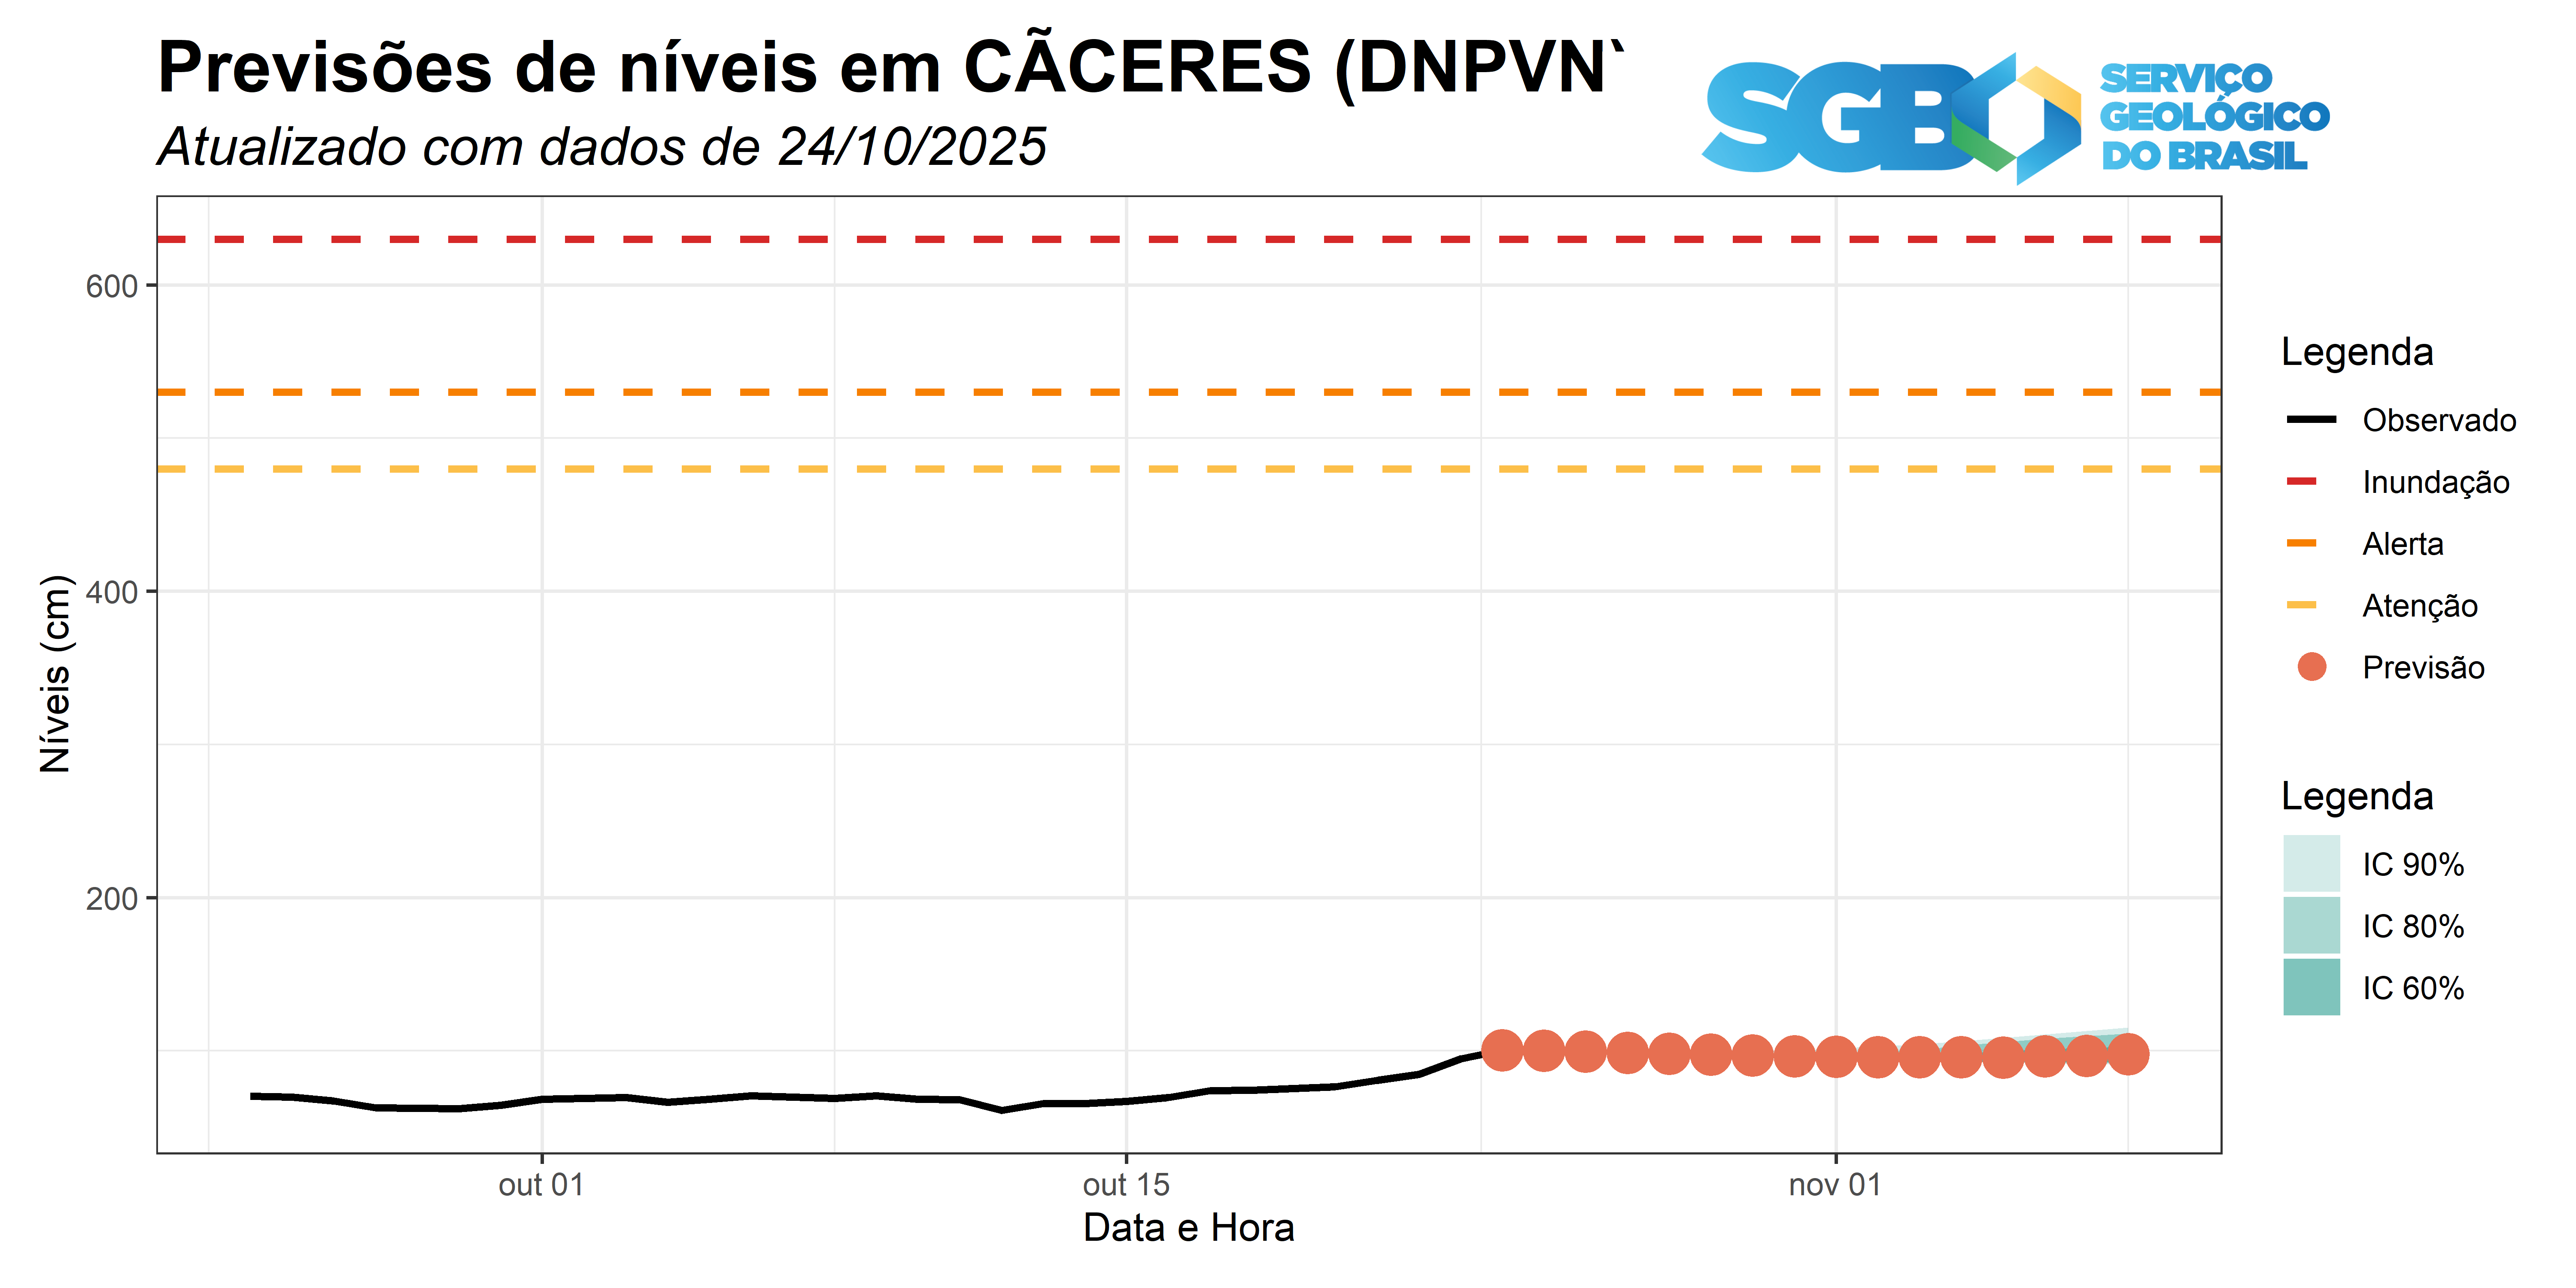 Previsões de níveis em CÃCERES (DNPVN`
Atualizado com dados de 24/10/2025
SGB
SERVIÇO
GEOLÓGICO
DO BRASIL
Níveis (cm)
600
400
200
out 01
out 15
nov 01
Data e Hora
Legenda
Observado
Inundação
Alerta
Atenção
Previsão
Legenda
IC 90%
IC 80%
IC 60%